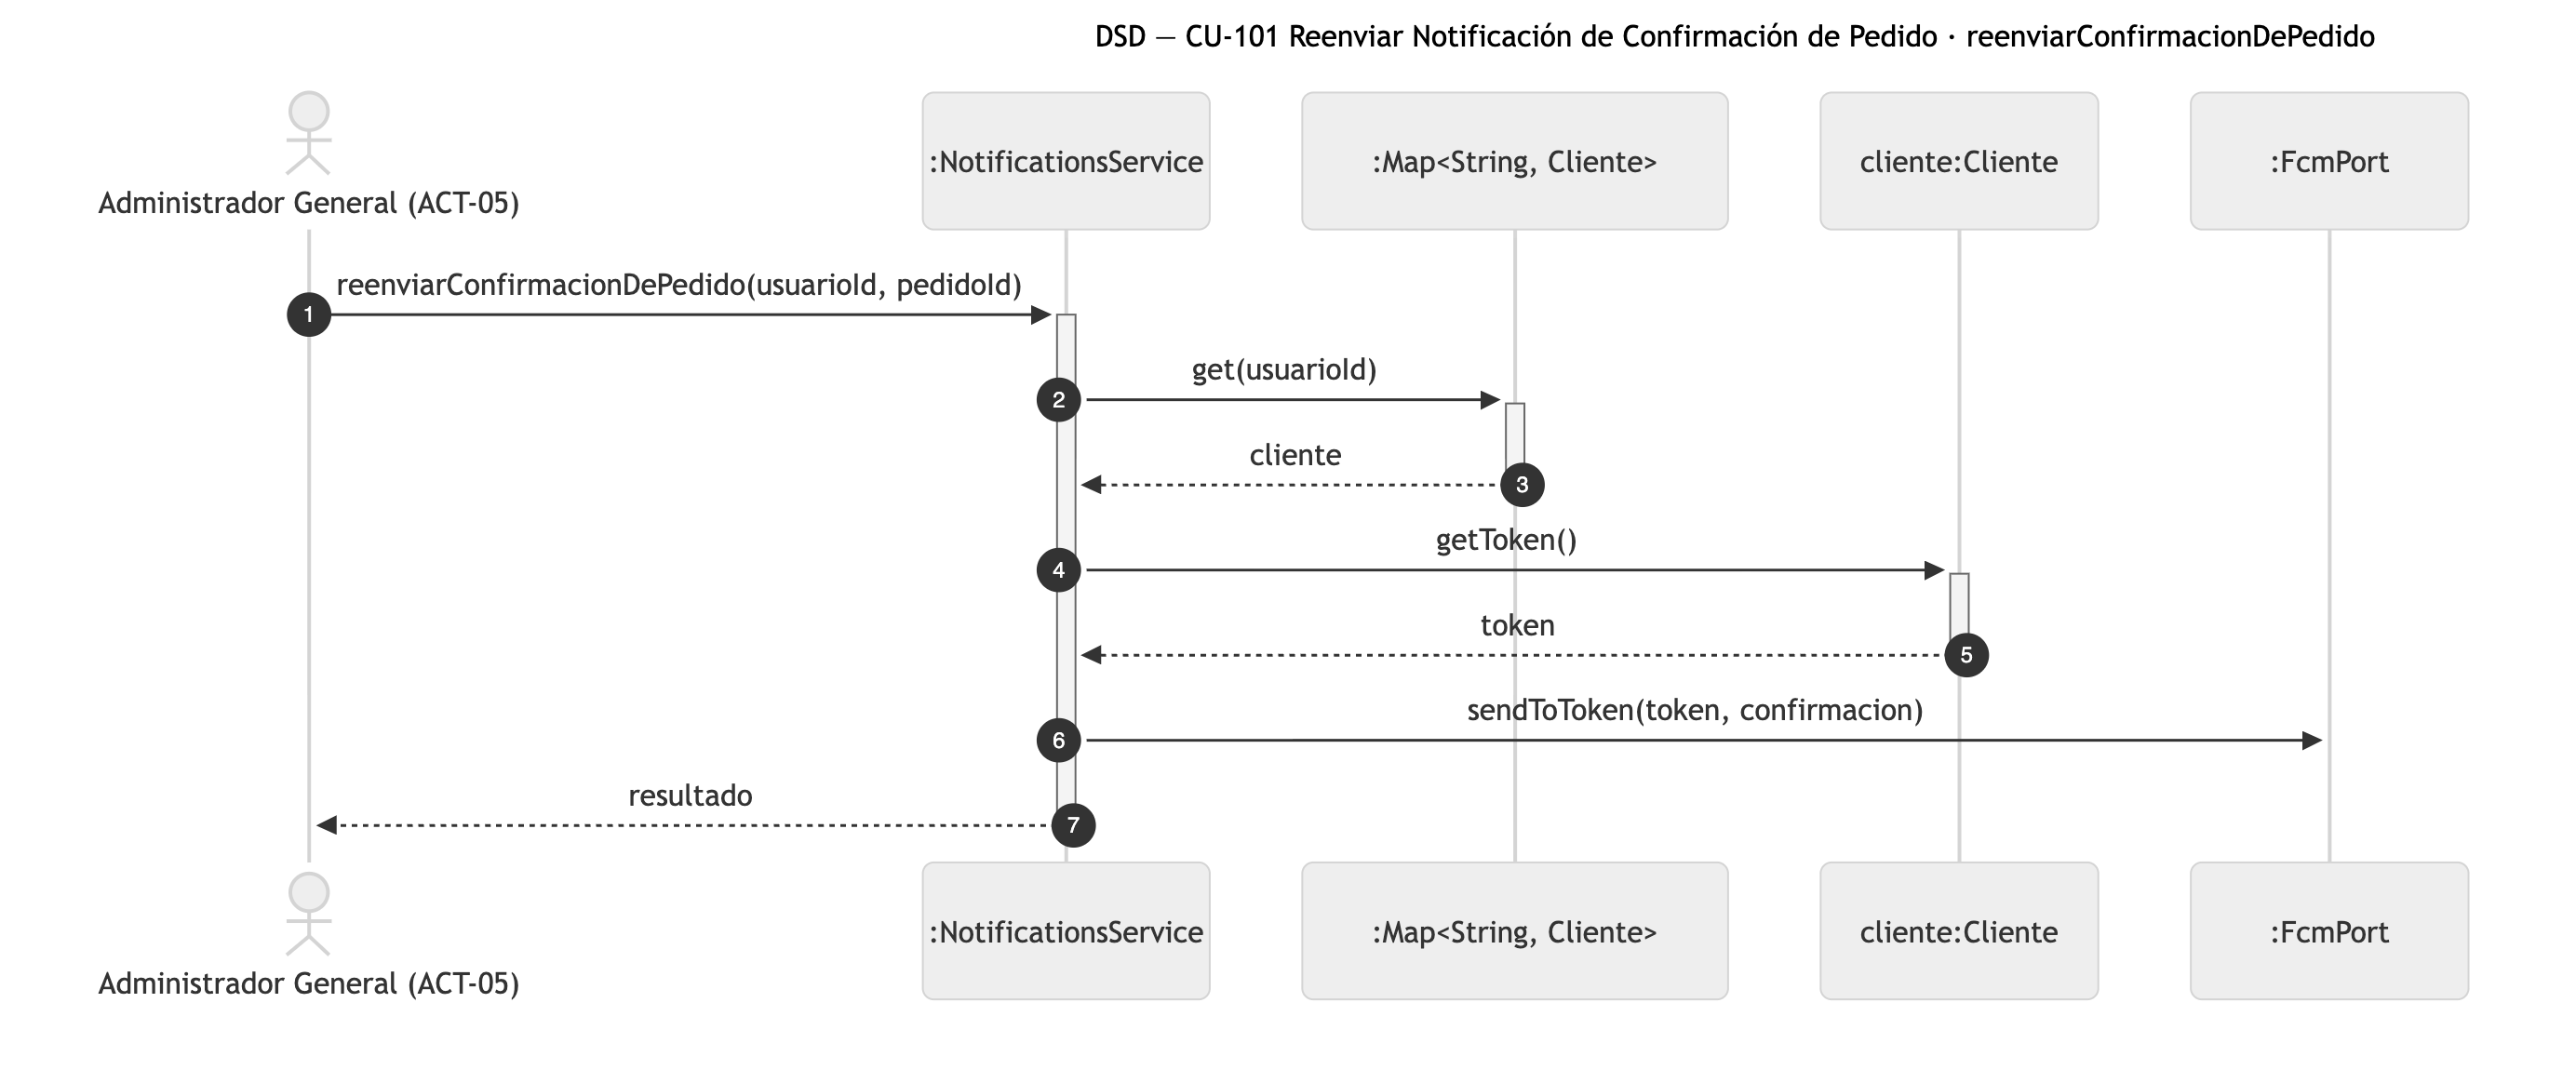 DSD — CU-101 Reenviar Notificación de Confirmación de Pedido · reenviarConfirmacionDePedido
Administrador General (ACT-05)
:NotificationsService
:Map<String, Cliente>
cliente:Cliente
:FcmPort
reenviarConfirmacionDePedido(usuarioId, pedidoId)
1
get(usuarioId)
2
cliente
3
getToken()
4
token
5
sendToToken(token, confirmacion)
6
resultado
7
Administrador General (ACT-05)
:NotificationsService
:Map<String, Cliente>
cliente:Cliente
:FcmPort